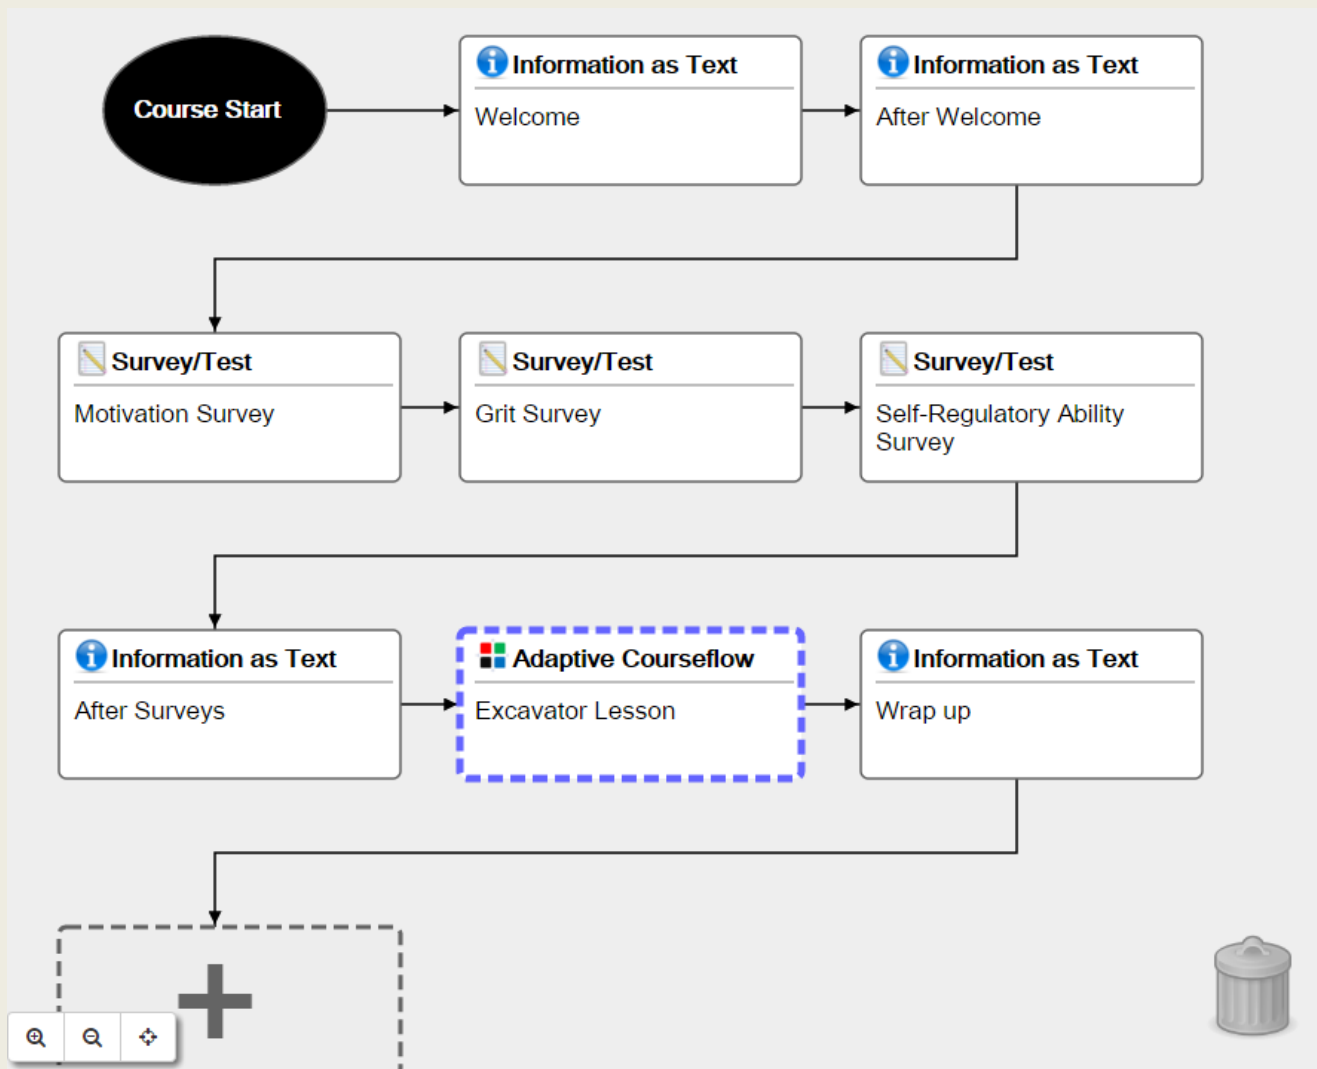 Course Start
Information as Text
Welcome
Information as Text
After Welcome
Survey/Test
Motivation Survey
Survey/Test
Grit Survey
Survey/Test
Self-Regulatory Ability
Survey
Information as Text
After Surveys
Adaptive Courseflow
Excavator Lesson
Information as Text
Wrap up